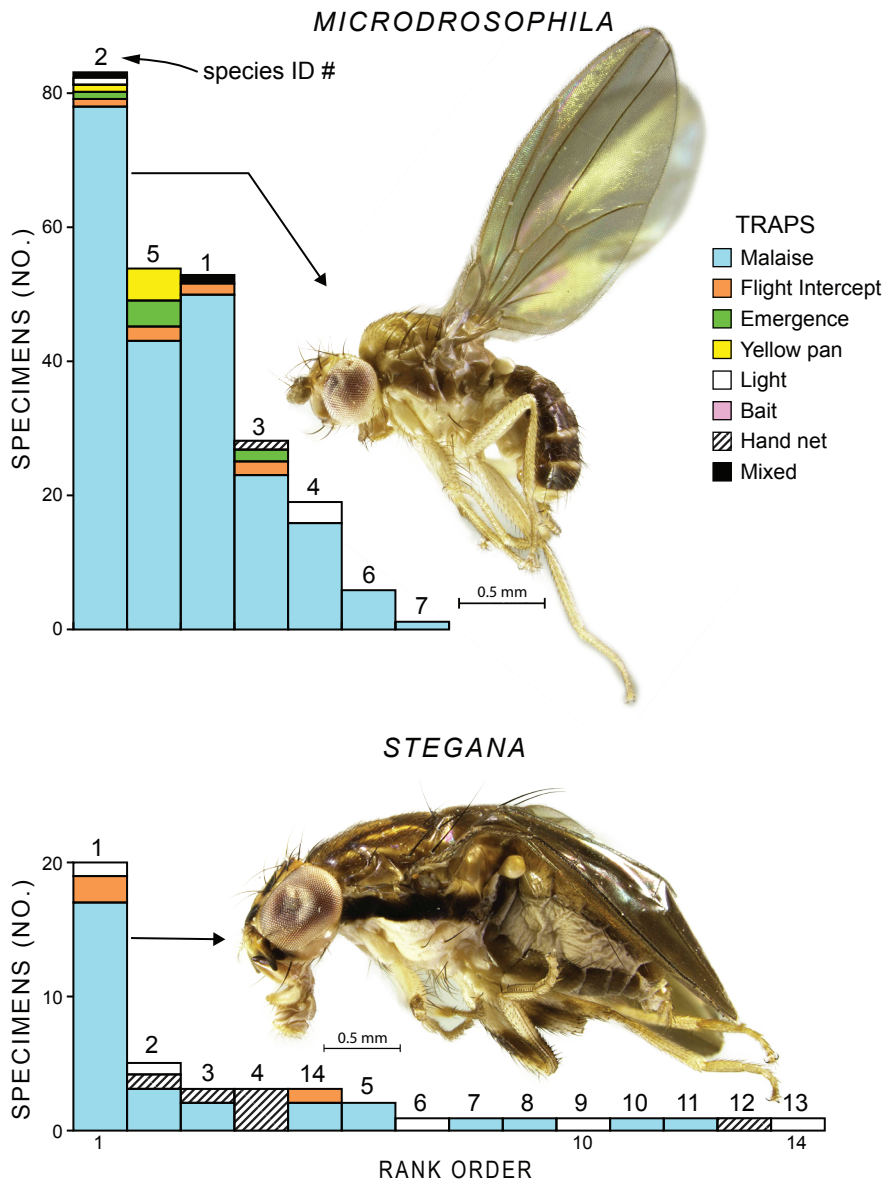 MICRODROSOPHILA
2
species ID #
80
60
40
20
0
SPECIMENS (NO.)
5
1
3
4
6
7
0.5 mm
TRAPS
Malaise
Flight Intercept
Emergence
Yellow pan
Light
Bait
Hand net
Mixed
STEGANA
20
10
0
SPECIMENS (NO.)
1
2
3
4
14
5
6
7
8
9
10
11
12
13
0.5 mm
1
10
14
RANK ORDER